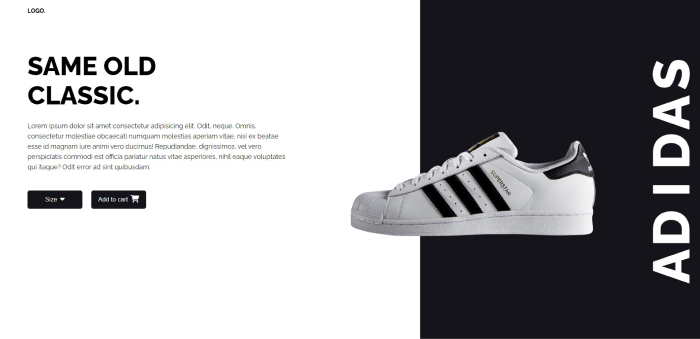 LOGO.
SAME OLD
CLASSIC.
Lorem ipsum dolor sit amet consectetur adipisicing elit. Odit, neque. Omnis,
consectetur molestiae obcaecati numquam molestias aperiam vitae, nisi ex beatae
esse id magnam iure animi vero ducimus! Repudiandae, dignissimos, vel vero
perspiciatis commodi est officia pariatur natus vitae asperiores, nihil eaque voluptates
qui itaque? Odit error ad sint quibusdam.
Size
Add to cart
SUPERSTAR
ADIDAS